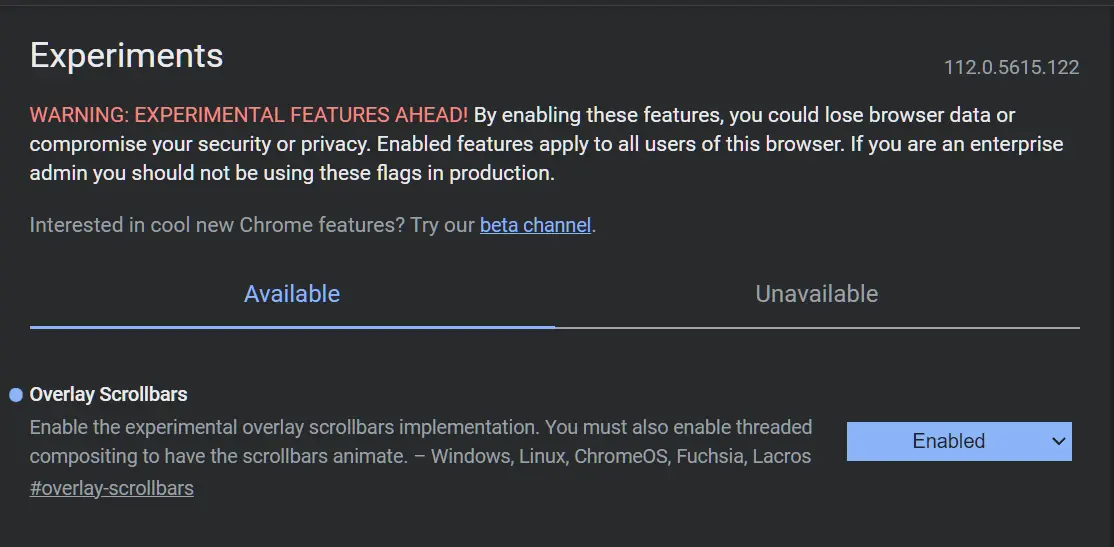 Experiments
112.0.5615.122
WARNING: EXPERIMENTAL FEATURES AHEAD! By enabling these features, you could lose browser data or
compromise your security or privacy. Enabled features apply to all users of this browser. If you are an enterprise
admin you should not be using these flags in production.
Interested in cool new Chrome features? Try our beta channel.
Available
Unavailable
Overlay Scrollbars
Enable the experimental overlay scrollbars implementation. You must also enable threaded
compositing to have the scrollbars animate. – Windows, Linux, ChromeOS, Fuchsia, Lacros
#overlay-scrollbars
Enabled